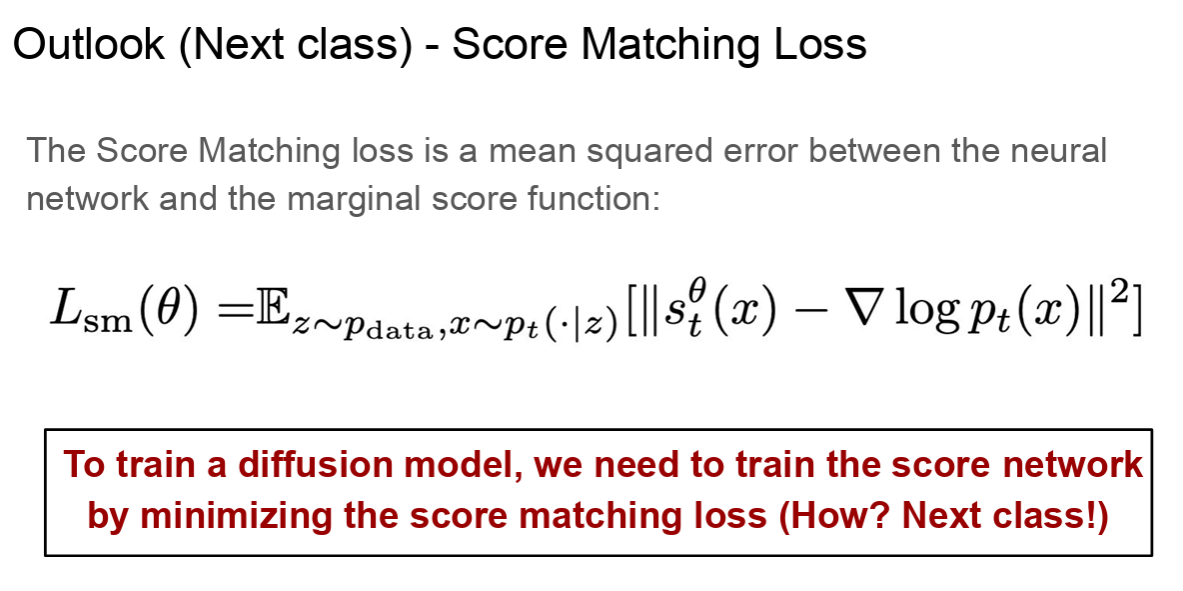 Outlook (Next class) - Score Matching Loss
The Score Matching loss is a mean squared error between the neural
network and the marginal score function:
$L_{\text{sm}}(\theta) = \mathbb{E}_{z \sim p_{\text{data}}, x \sim p_t(\cdot|z)}[\|s_t^\theta(x) - \nabla \log p_t(x)\|^2]$
To train a diffusion model, we need to train the score network
by minimizing the score matching loss (How? Next class!)